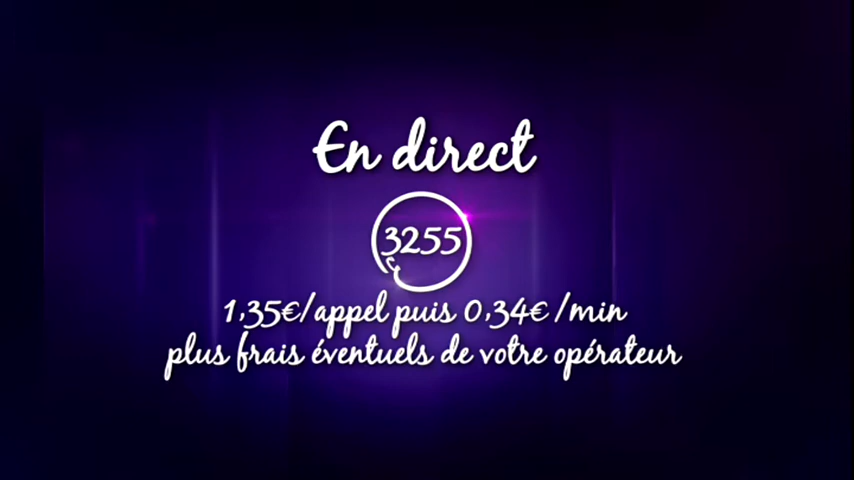 En direct
3255
1,35€/appel puis 0,34€ /min
plus frais éventuels de votre opérateur